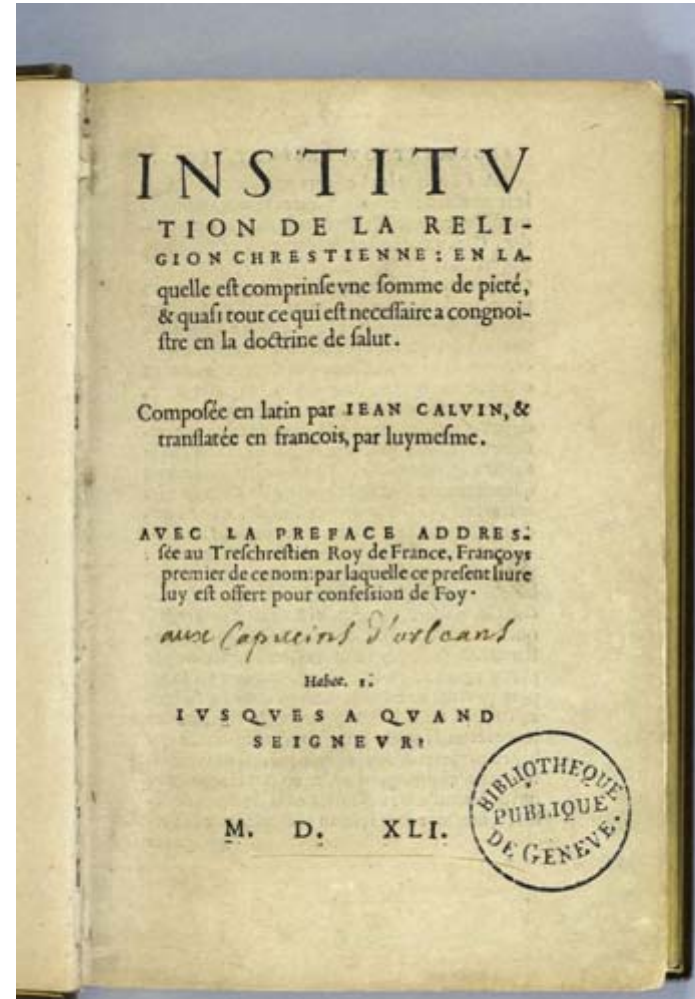 INSTITV
TION DE LA RELI-
GION CHRESTIENNE: EN LA-
quelle eſt comprinſe vne ſomme de pieté,
& quaſi tout ce qui eſt neceſſaire a congnoi-
ſtre en la doctrine de ſalut.
Compoſée en latin par IEAN CALVIN, &
tranſlatée en francois, par luymeſme.
AVEC LA PREFACE ADDRES-
ſée au Treſchreſtien Roy de France, Françoys
premier de ce nom: par laquelle ce preſent liure
luy eſt offert pour confeſſion de Foy.
aux Capucins d'orleans
Habac. 1.
IVSQVES A QVAND
SEIGNEVR?
M. D. XLI.
BIBLIOTHEQUE
PUBLIQUE
DE GENEVE.